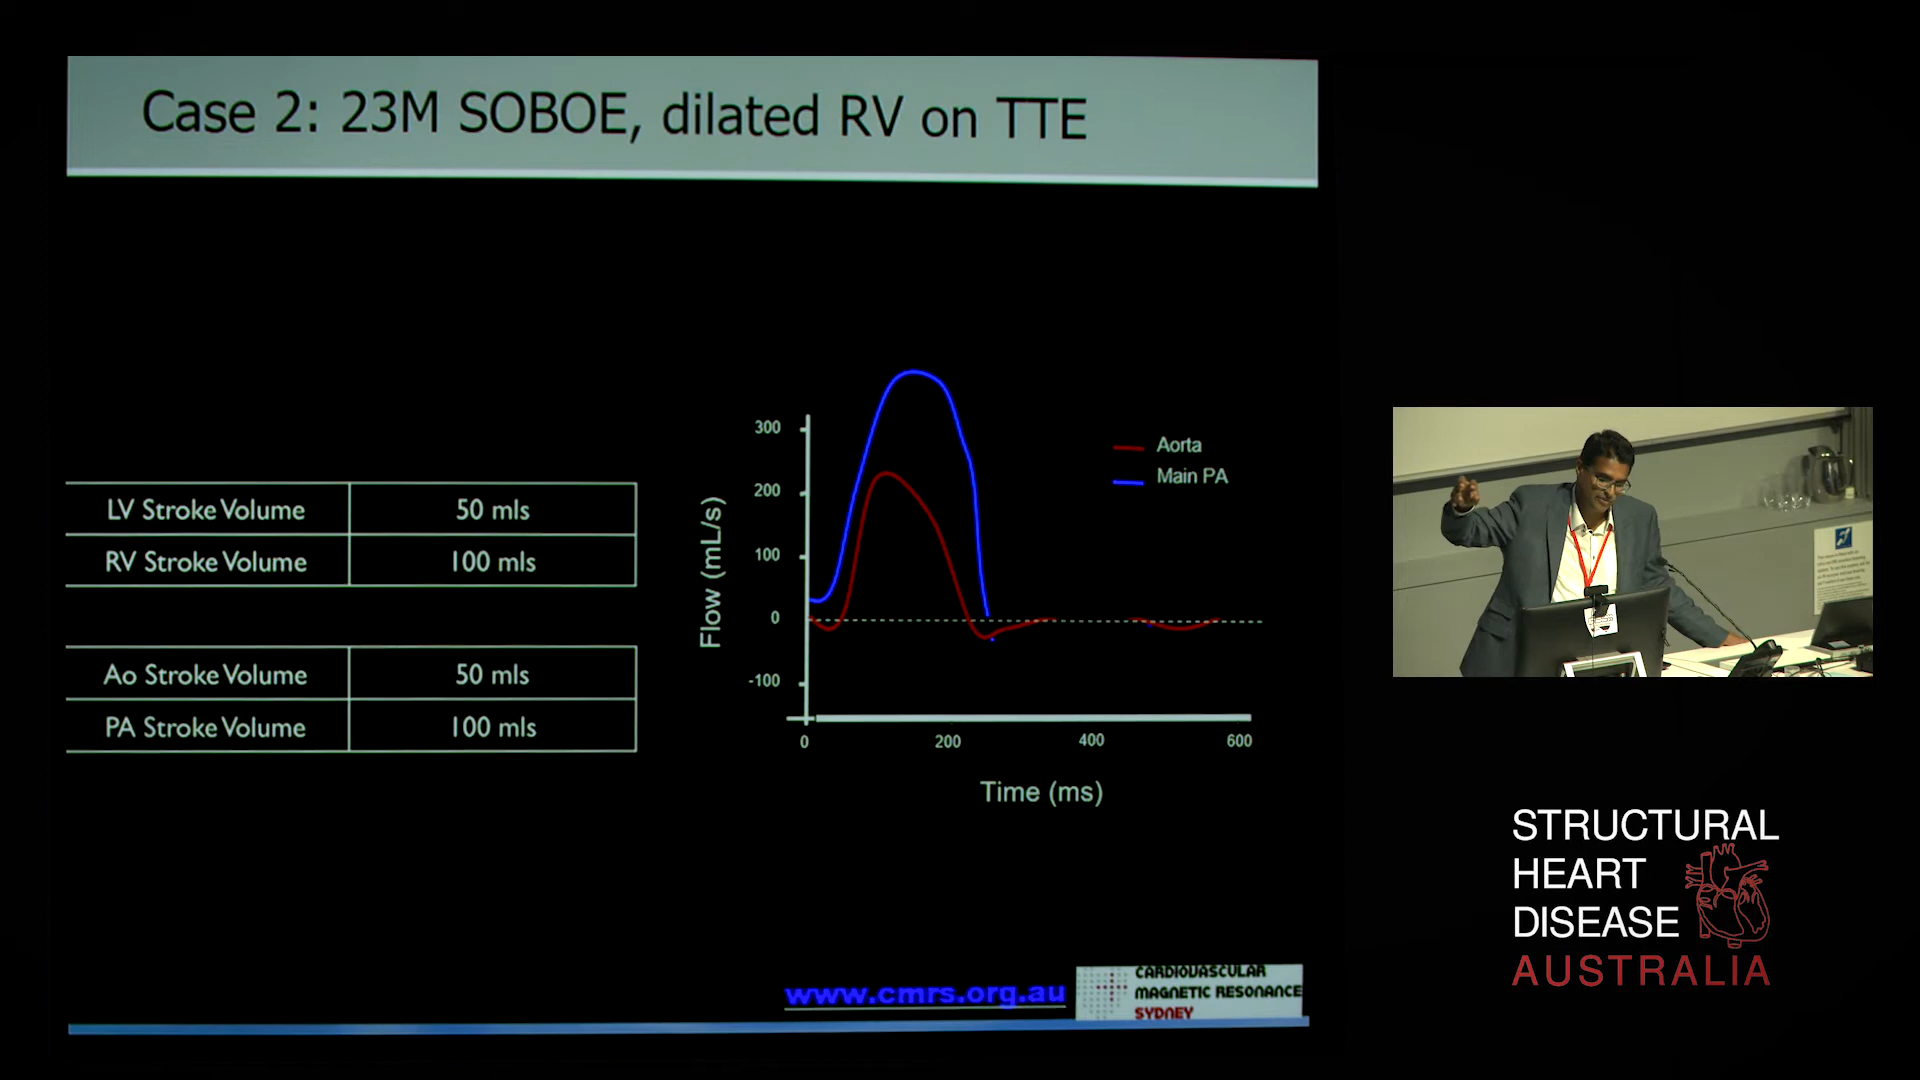 Case 2: 23M SOBOE, dilated RV on TTE
LV Stroke Volume 50 mls
RV Stroke Volume 100 mls
Ao Stroke Volume 50 mls
PA Stroke Volume 100 mls
Flow (mL/s)
300
200
100
0
-100
Aorta
Main PA
0 200 400 600
Time (ms)
www.cmrs.org.au
CARDIOVASCULAR
MAGNETIC RESONANCE
SYDNEY
STRUCTURAL
HEART
DISEASE
AUSTRALIA